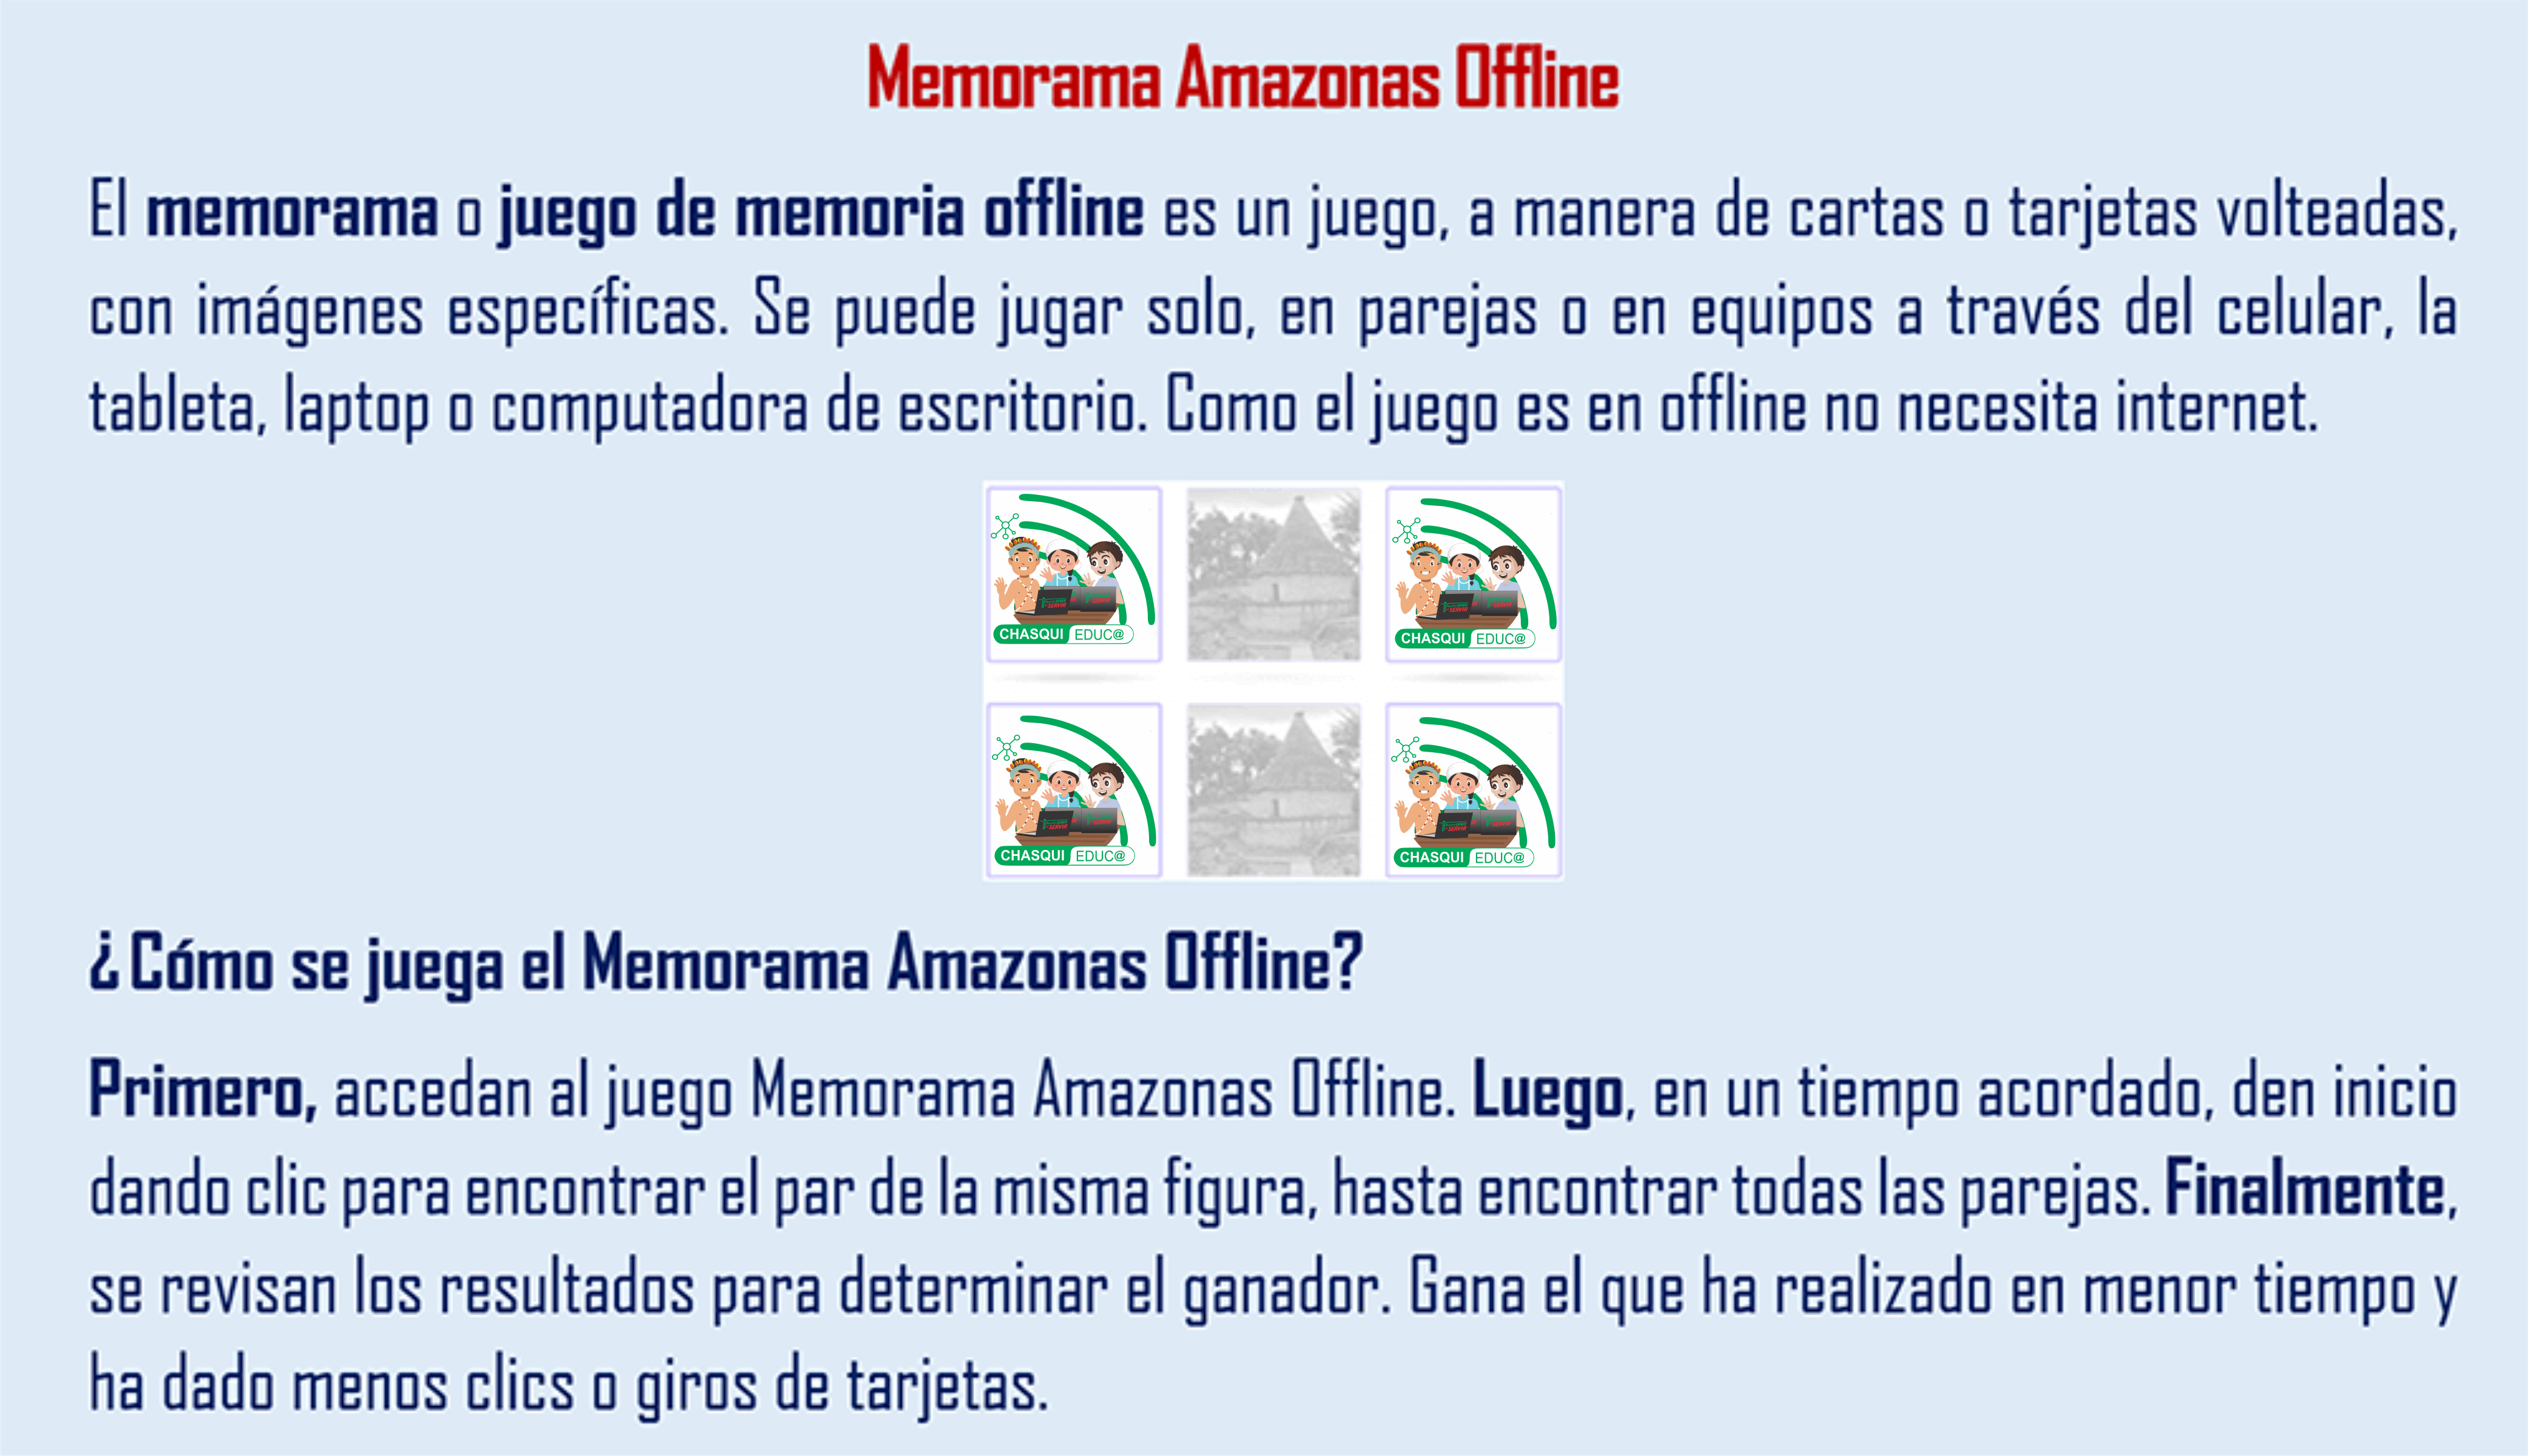 Memorama Amazonas Offline
El memorama o juego de memoria offline es un juego, a manera de cartas o tarjetas volteadas,
con imágenes específicas. Se puede jugar solo, en parejas o en equipos a través del celular, la
tableta, laptop o computadora de escritorio. Como el juego es en offline no necesita internet.
CHASQUI EDUC@
CHASQUI EDUC@
CHASQUI EDUC@
CHASQUI EDUC@
¿Cómo se juega el Memorama Amazonas Offline?
Primero, accedan al juego Memorama Amazonas Offline. Luego, en un tiempo acordado, den inicio
dando clic para encontrar el par de la misma figura, hasta encontrar todas las parejas. Finalmente,
se revisan los resultados para determinar el ganador. Gana el que ha realizado en menor tiempo y
ha dado menos clics o giros de tarjetas.